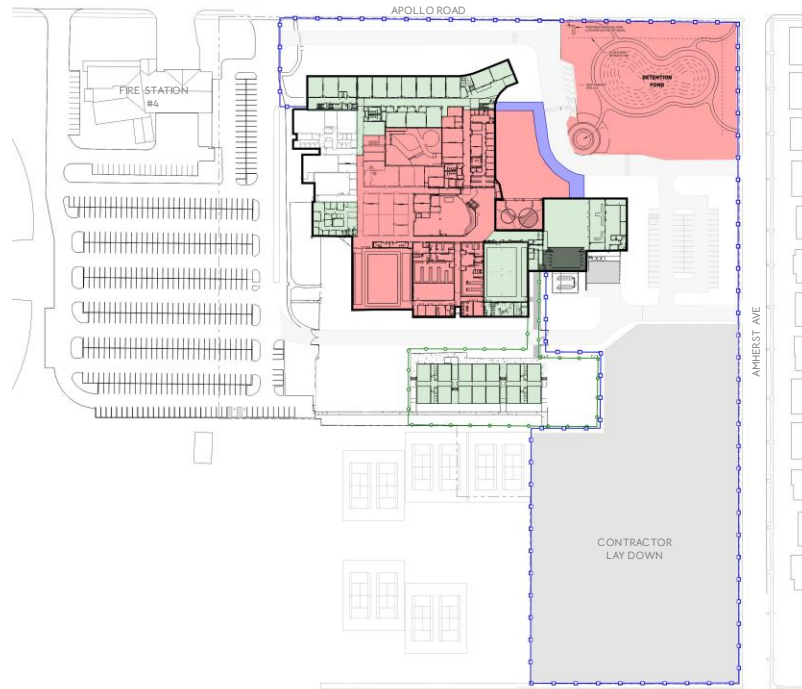 APOLLO ROAD
FIRE STATION
#4
DETENTION
POND
AMHERST AVE
CONTRACTOR
LAY DOWN